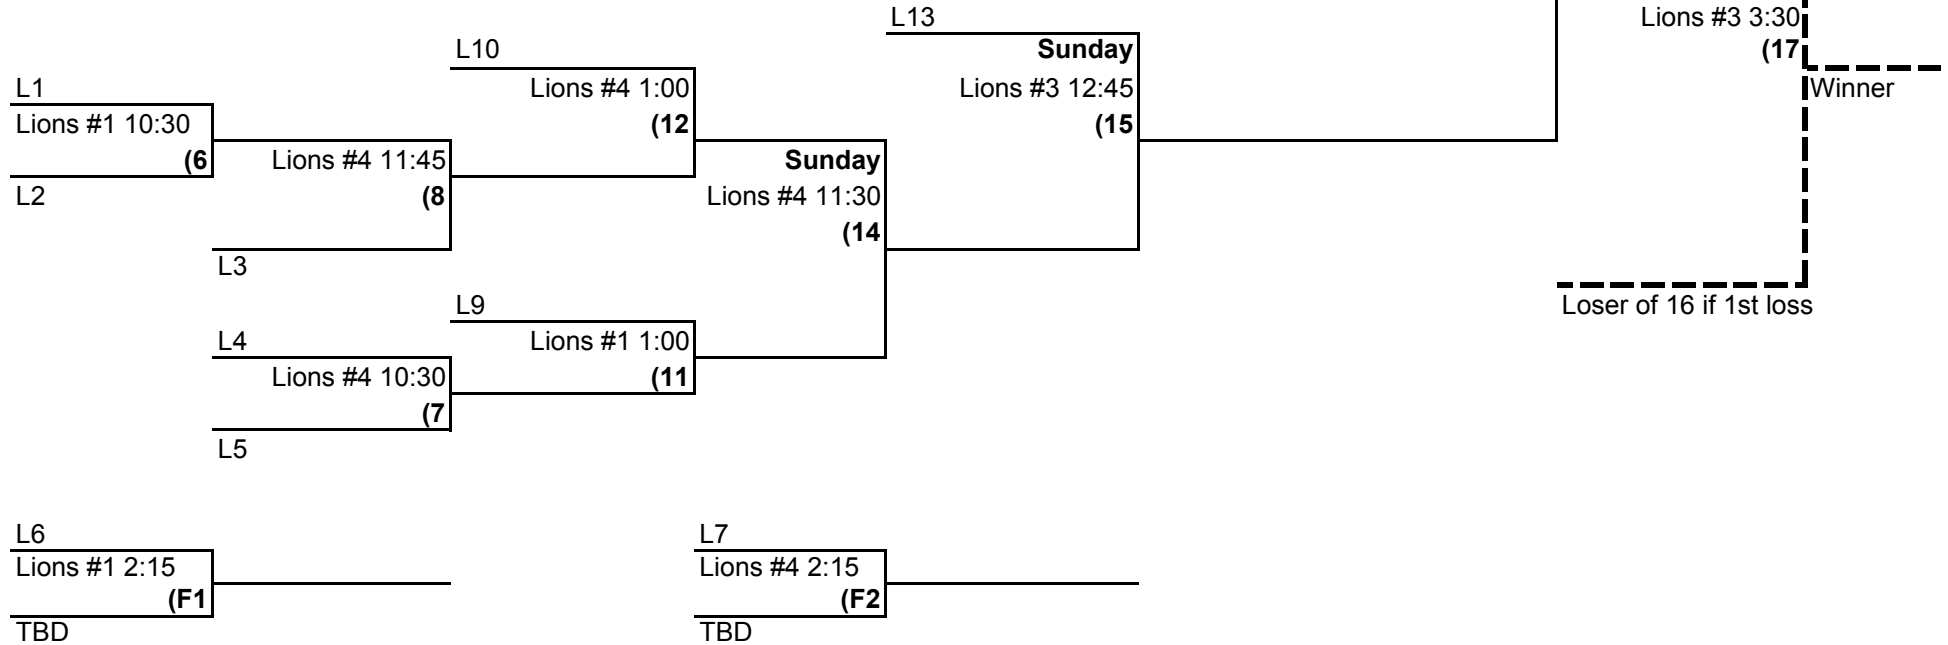 L13
Lions #3 3:30
(17
Winner
Sunday
Lions #3 12:45
(15
L10
Lions #4 1:00
(12
L1
Lions #1 10:30
(6
L2
Lions #4 11:45
(8
L3
Sunday
Lions #4 11:30
(14
L9
Lions #1 1:00
(11
L4
Lions #4 10:30
(7
L5
Loser of 16 if 1st loss
L6
Lions #1 2:15
(F1
TBD
L7
Lions #4 2:15
(F2
TBD